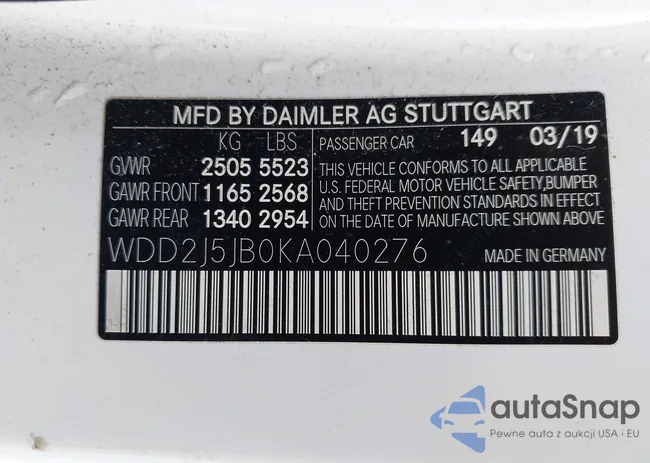 MFD BY DAIMLER AG STUTTGART
KG LBS PASSENGER CAR 149 03/19
GVWR 2505 5523 THIS VEHICLE CONFORMS TO ALL APPLICABLE
GAWR FRONT 1165 2568 U.S. FEDERAL MOTOR VEHICLE SAFETY,BUMPER
GAWR REAR 1340 2954 AND THEFT PREVENTION STANDARDS IN EFFECT
ON THE DATE OF MANUFACTURE SHOWN ABOVE
WDD2J5JB0KA040276 MADE IN GERMANY
autaSnap
Pewne auta z aukcji USA i EU